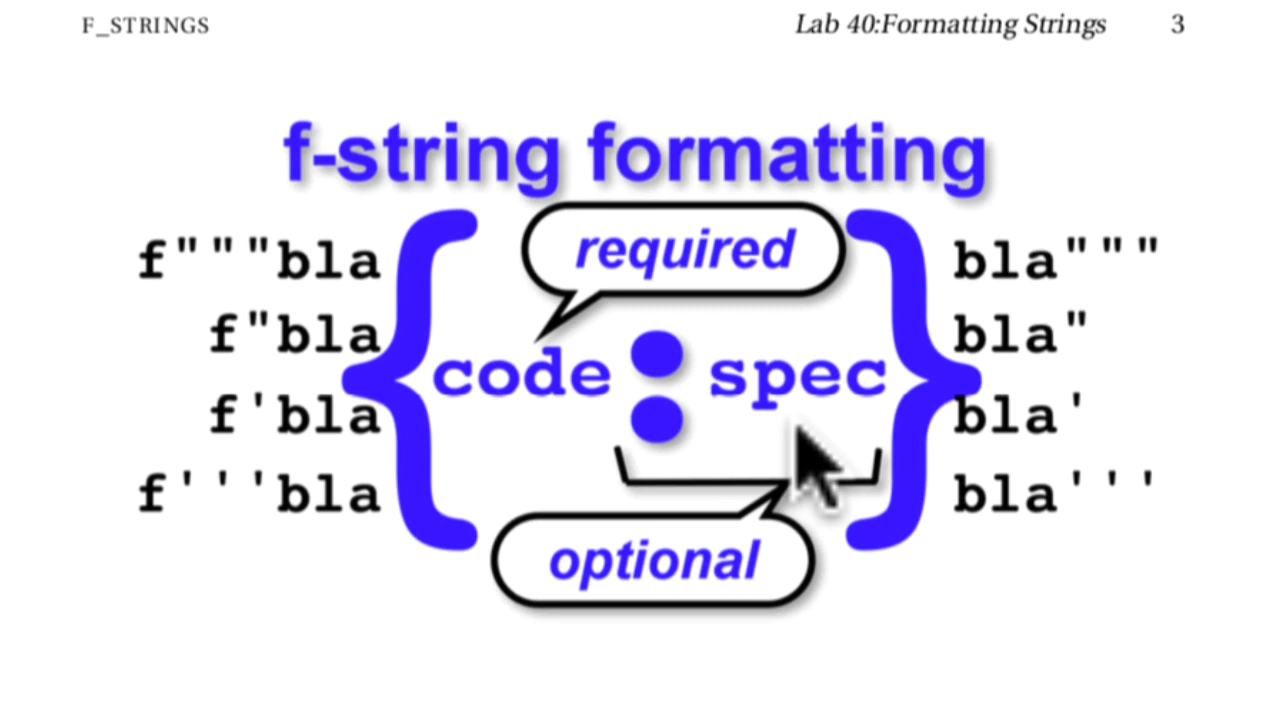 F_STRINGS
Lab 40:Formatting Strings 3
f-string formatting
required
f"""bla
bla"""
f"bla
bla"
{code : spec}
f'bla
bla'
f'''bla
bla'''
optional